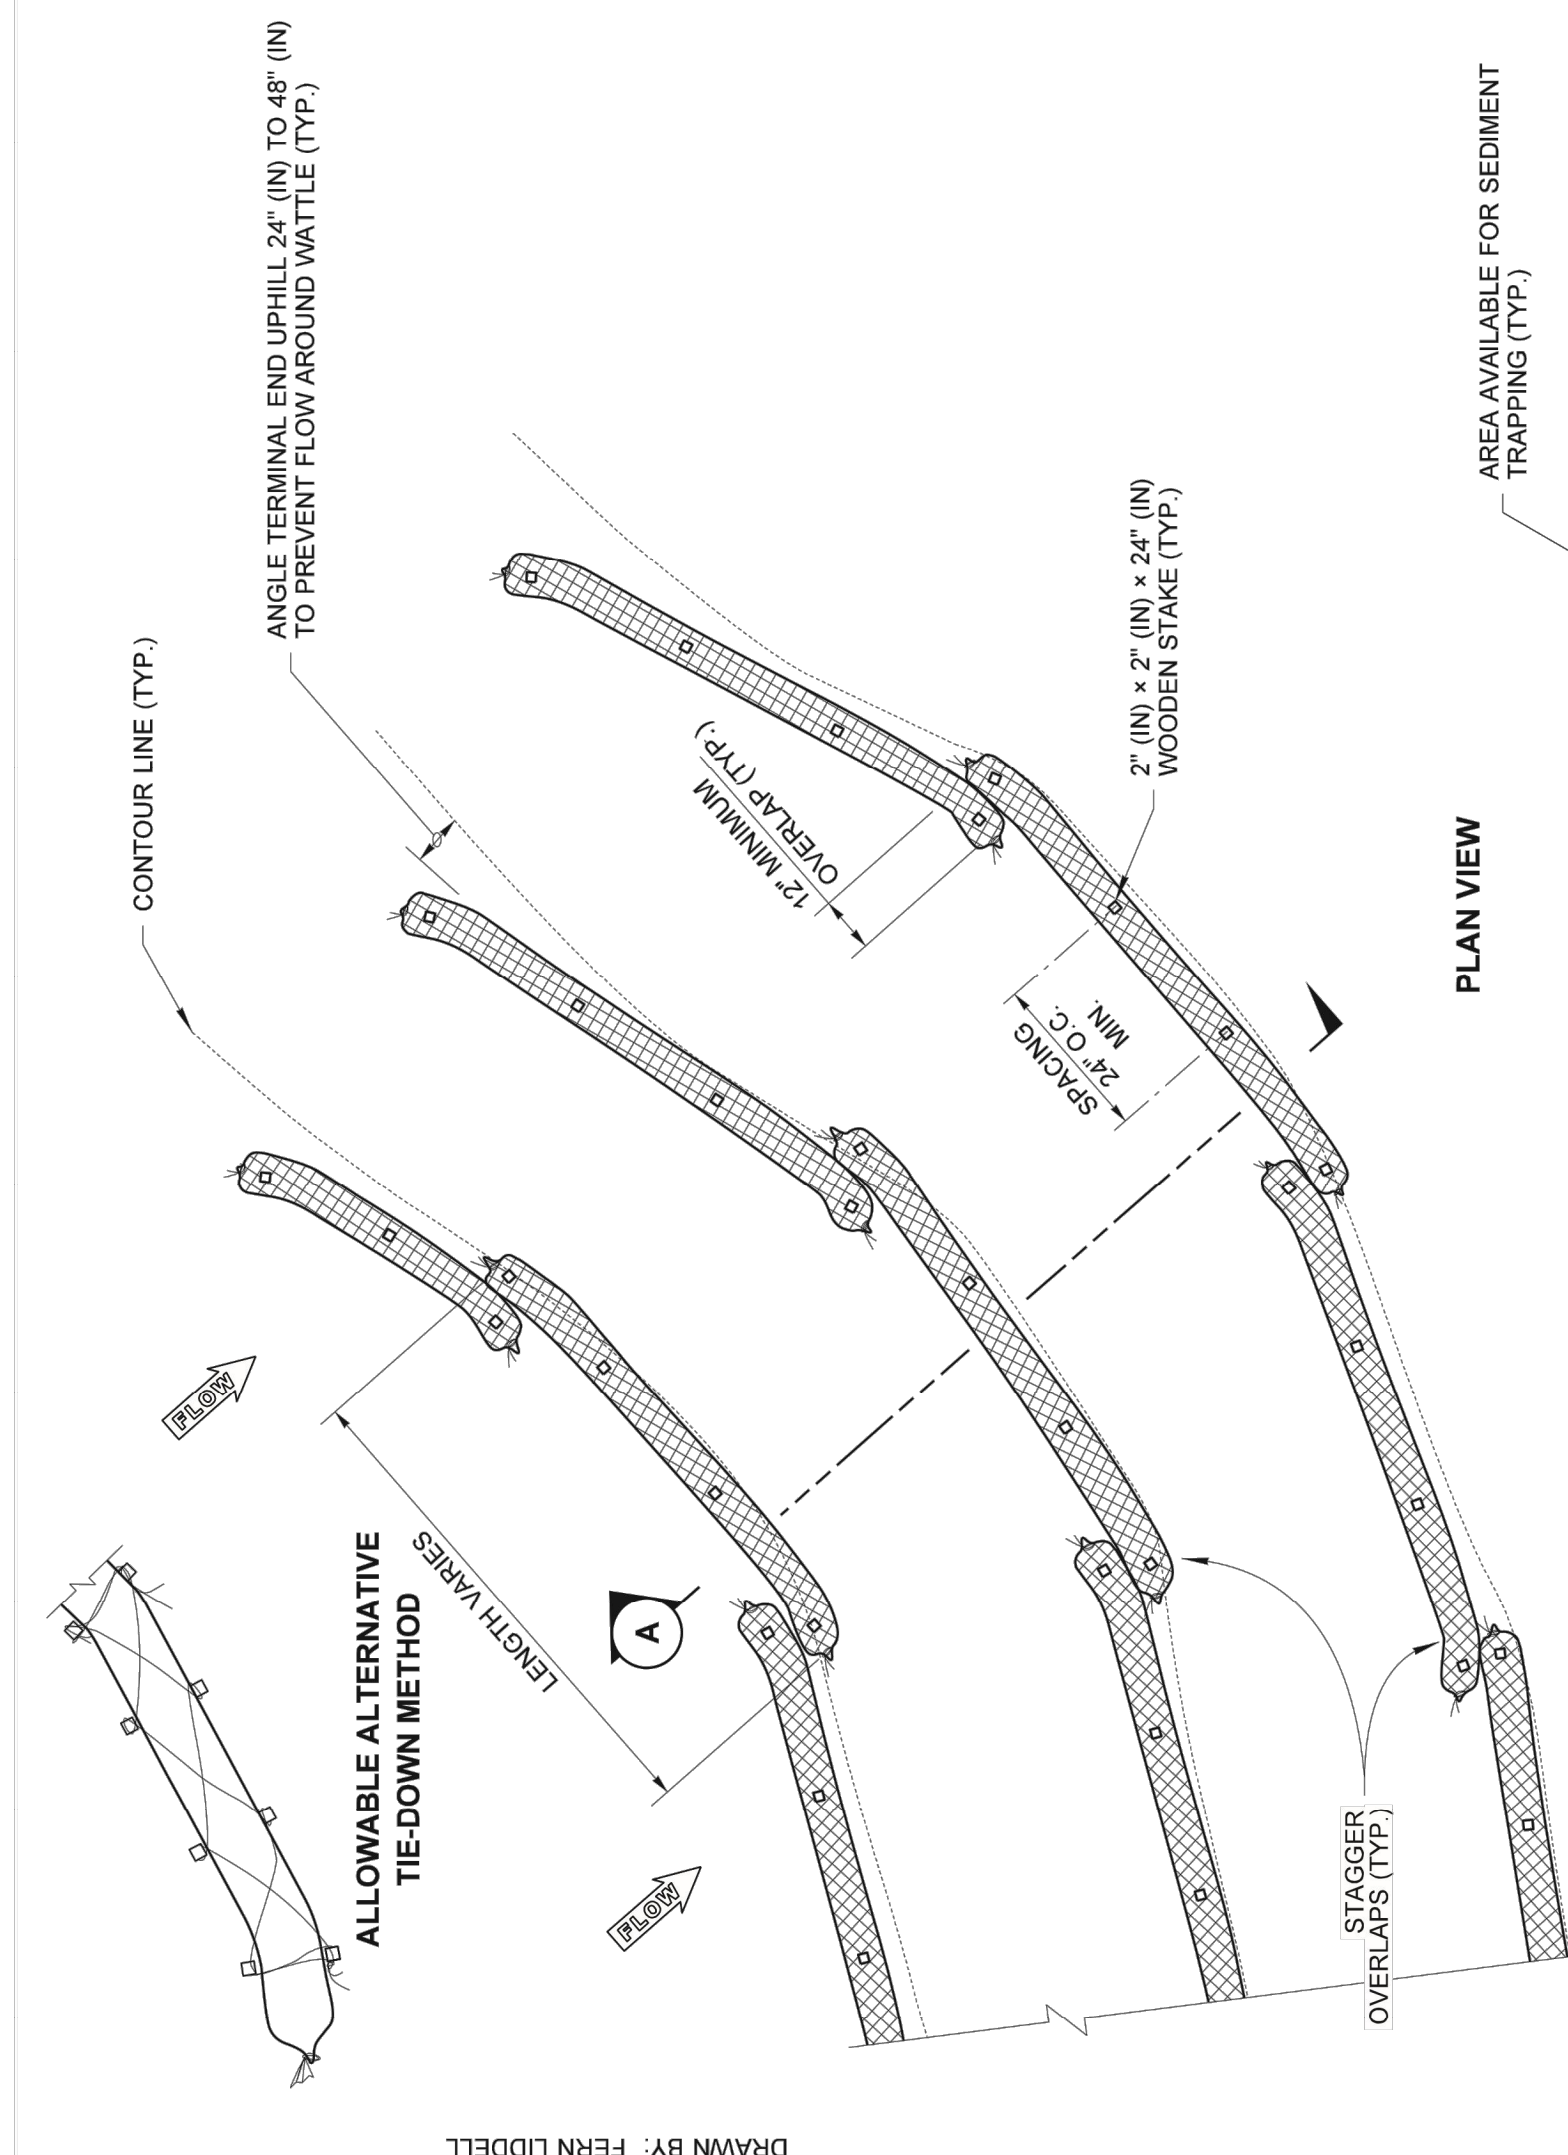 CONTOUR LINE (TYP.)
ANGLE TERMINAL END UPHILL 24" (IN) TO 48" (IN)
TO PREVENT FLOW AROUND WATTLE (TYP.)
FLOW
ALLOWABLE ALTERNATIVE
TIE-DOWN METHOD
LENGTH VARIES
A
FLOW
12" MINIMUM
OVERLAP (TYP.)
SPACING
24" O.C.
MIN.
2" (IN) × 2" (IN) × 24" (IN)
WOODEN STAKE (TYP.)
STAGGER
OVERLAPS (TYP.)
PLAN VIEW
AREA AVAILABLE FOR SEDIMENT
TRAPPING (TYP.)
DRAWN BY: FERN LIDDELL